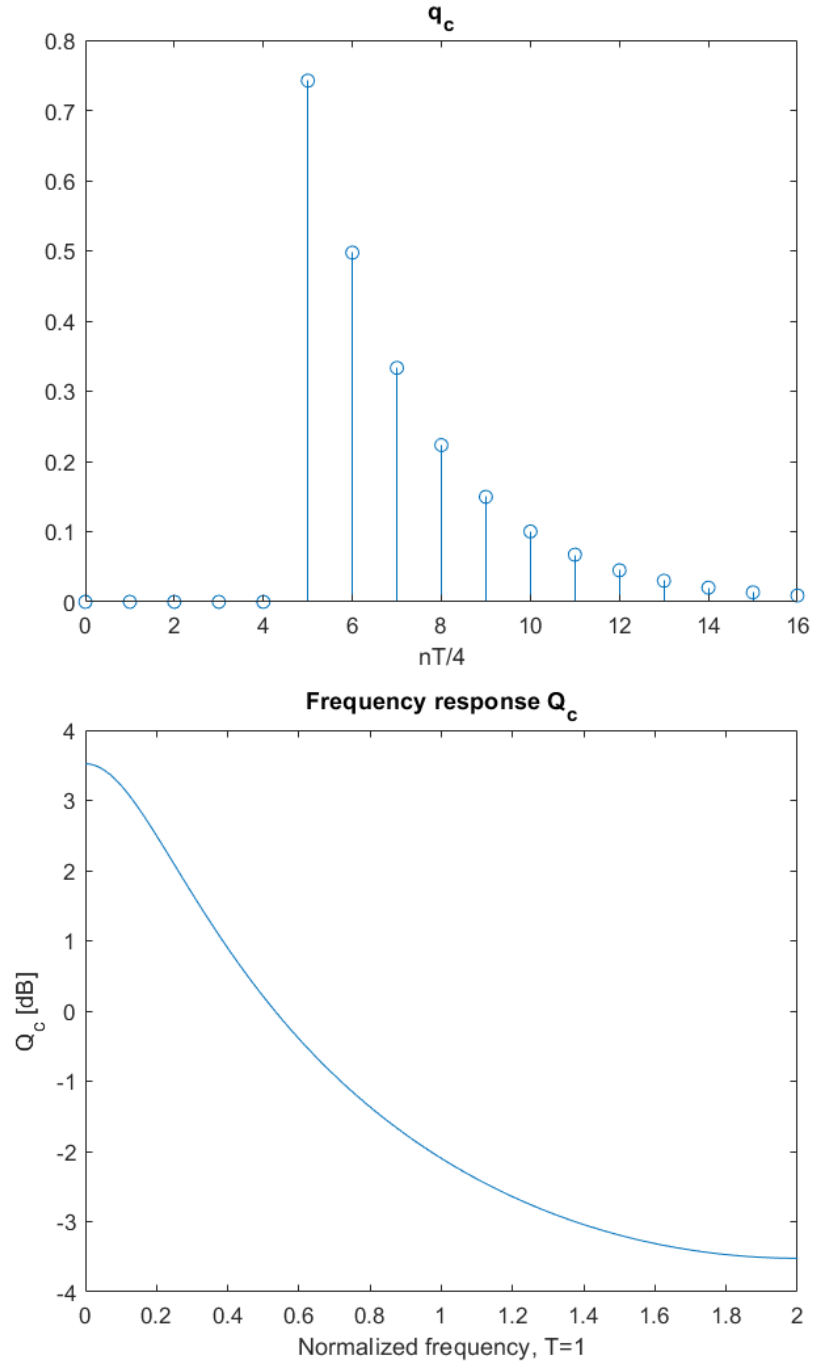 q_c
0.8
0.7
0.6
0.5
0.4
0.3
0.2
0.1
0
0 2 4 6 8 10 12 14 16
nT/4
Frequency response Q_c
4
3
2
1
0
-1
-2
-3
-4
Q_c [dB]
0 0.2 0.4 0.6 0.8 1 1.2 1.4 1.6 1.8 2
Normalized frequency, T=1